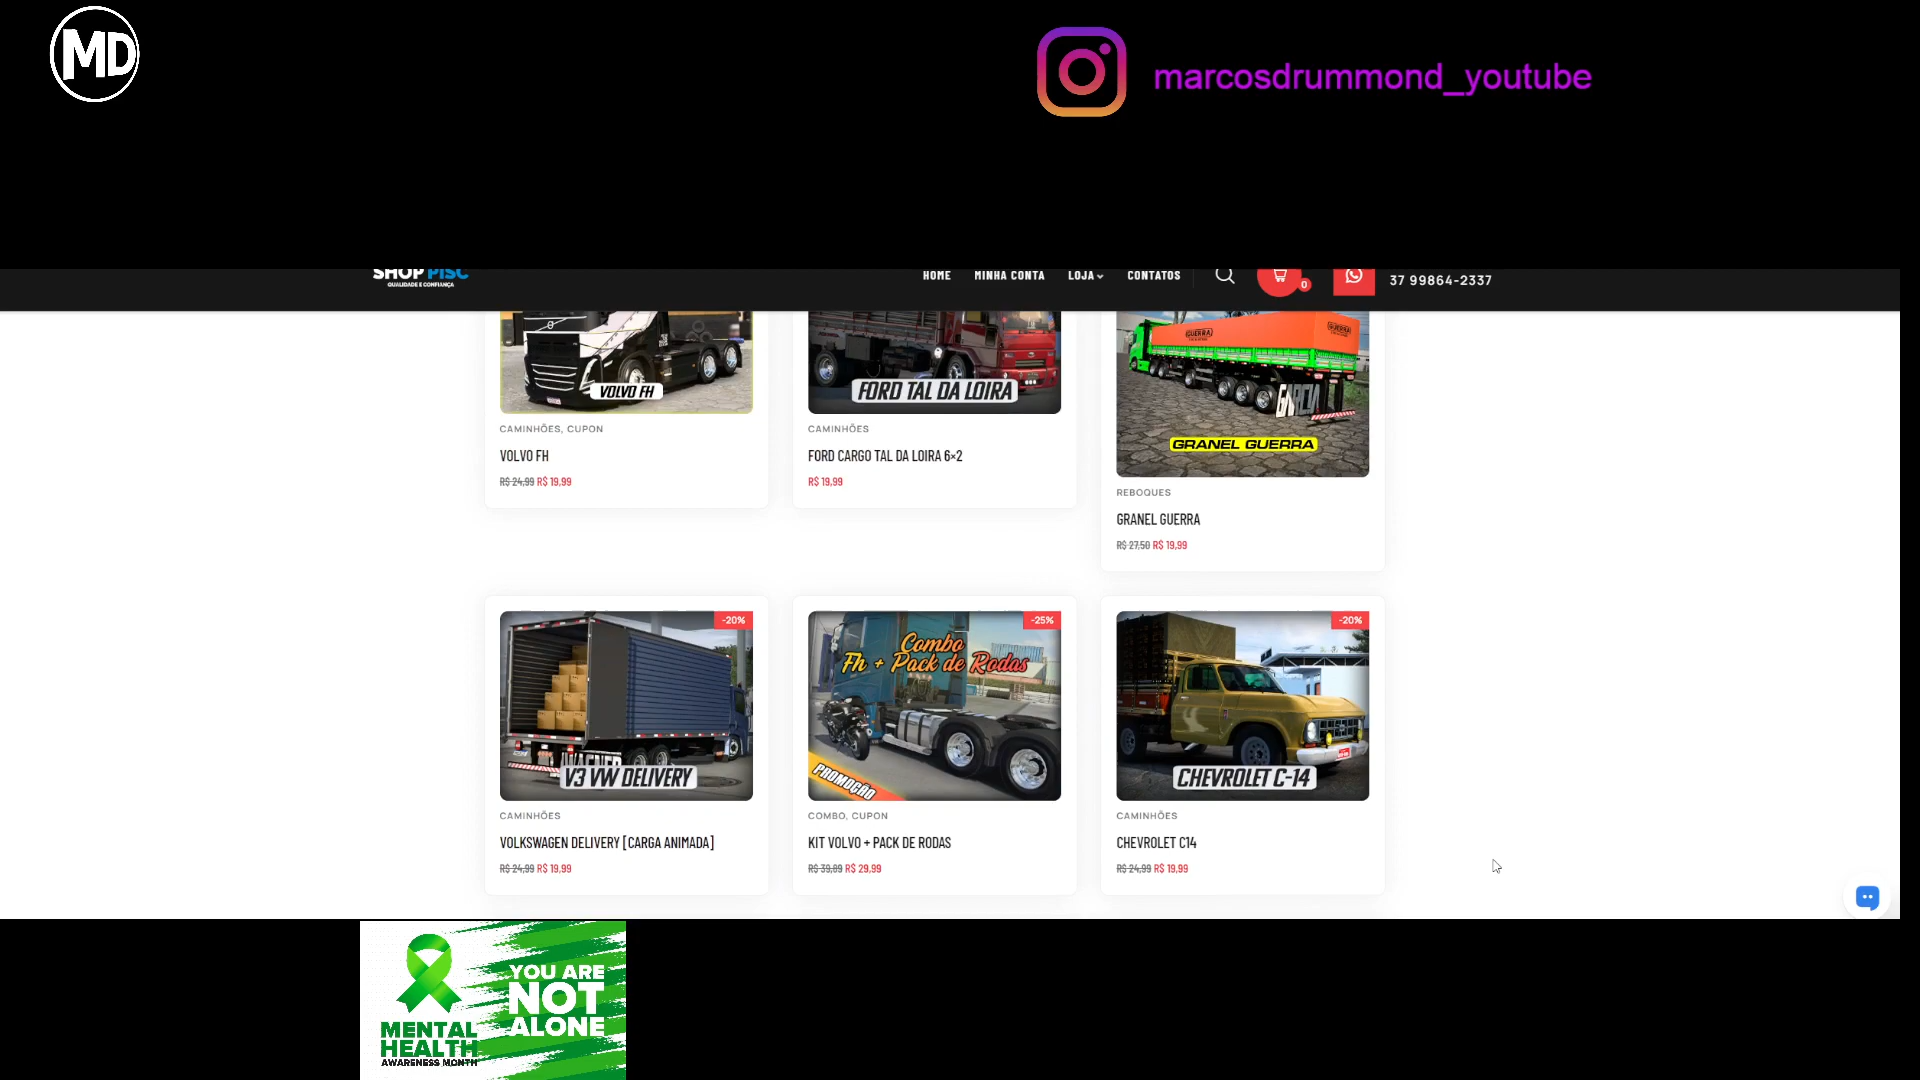 MD
marcosdrummond_youtube
SHOP PISC
QUALIDADE E CONFIANÇA
HOME
MINHA CONTA
LOJA
CONTATOS
0
37 99864-2337
VOLVO FH
CAMINHÕES, CUPON
VOLVO FH
R$ 24,99 R$ 19,99
FORD TAL DA LOIRA
CAMINHÕES
FORD CARGO TAL DA LOIRA 6×2
R$ 19,99
GUERRA
GRANEL GUERRA
REBOQUES
GRANEL GUERRA
R$ 27,50 R$ 19,99
-20%
V3 VW DELIVERY
CAMINHÕES
VOLKSWAGEN DELIVERY [CARGA ANIMADA]
R$ 24,99 R$ 19,99
-25%
Combo
Fh + Pack de Rodas
PROMOÇÃO
COMBO, CUPON
KIT VOLVO + PACK DE RODAS
R$ 39,89 R$ 29,99
-20%
CHEVROLET C-14
CAMINHÕES
CHEVROLET C14
R$ 24,99 R$ 19,99
MENTAL
HEALTH
AWARENESS MONTH
YOU ARE
NOT
ALONE